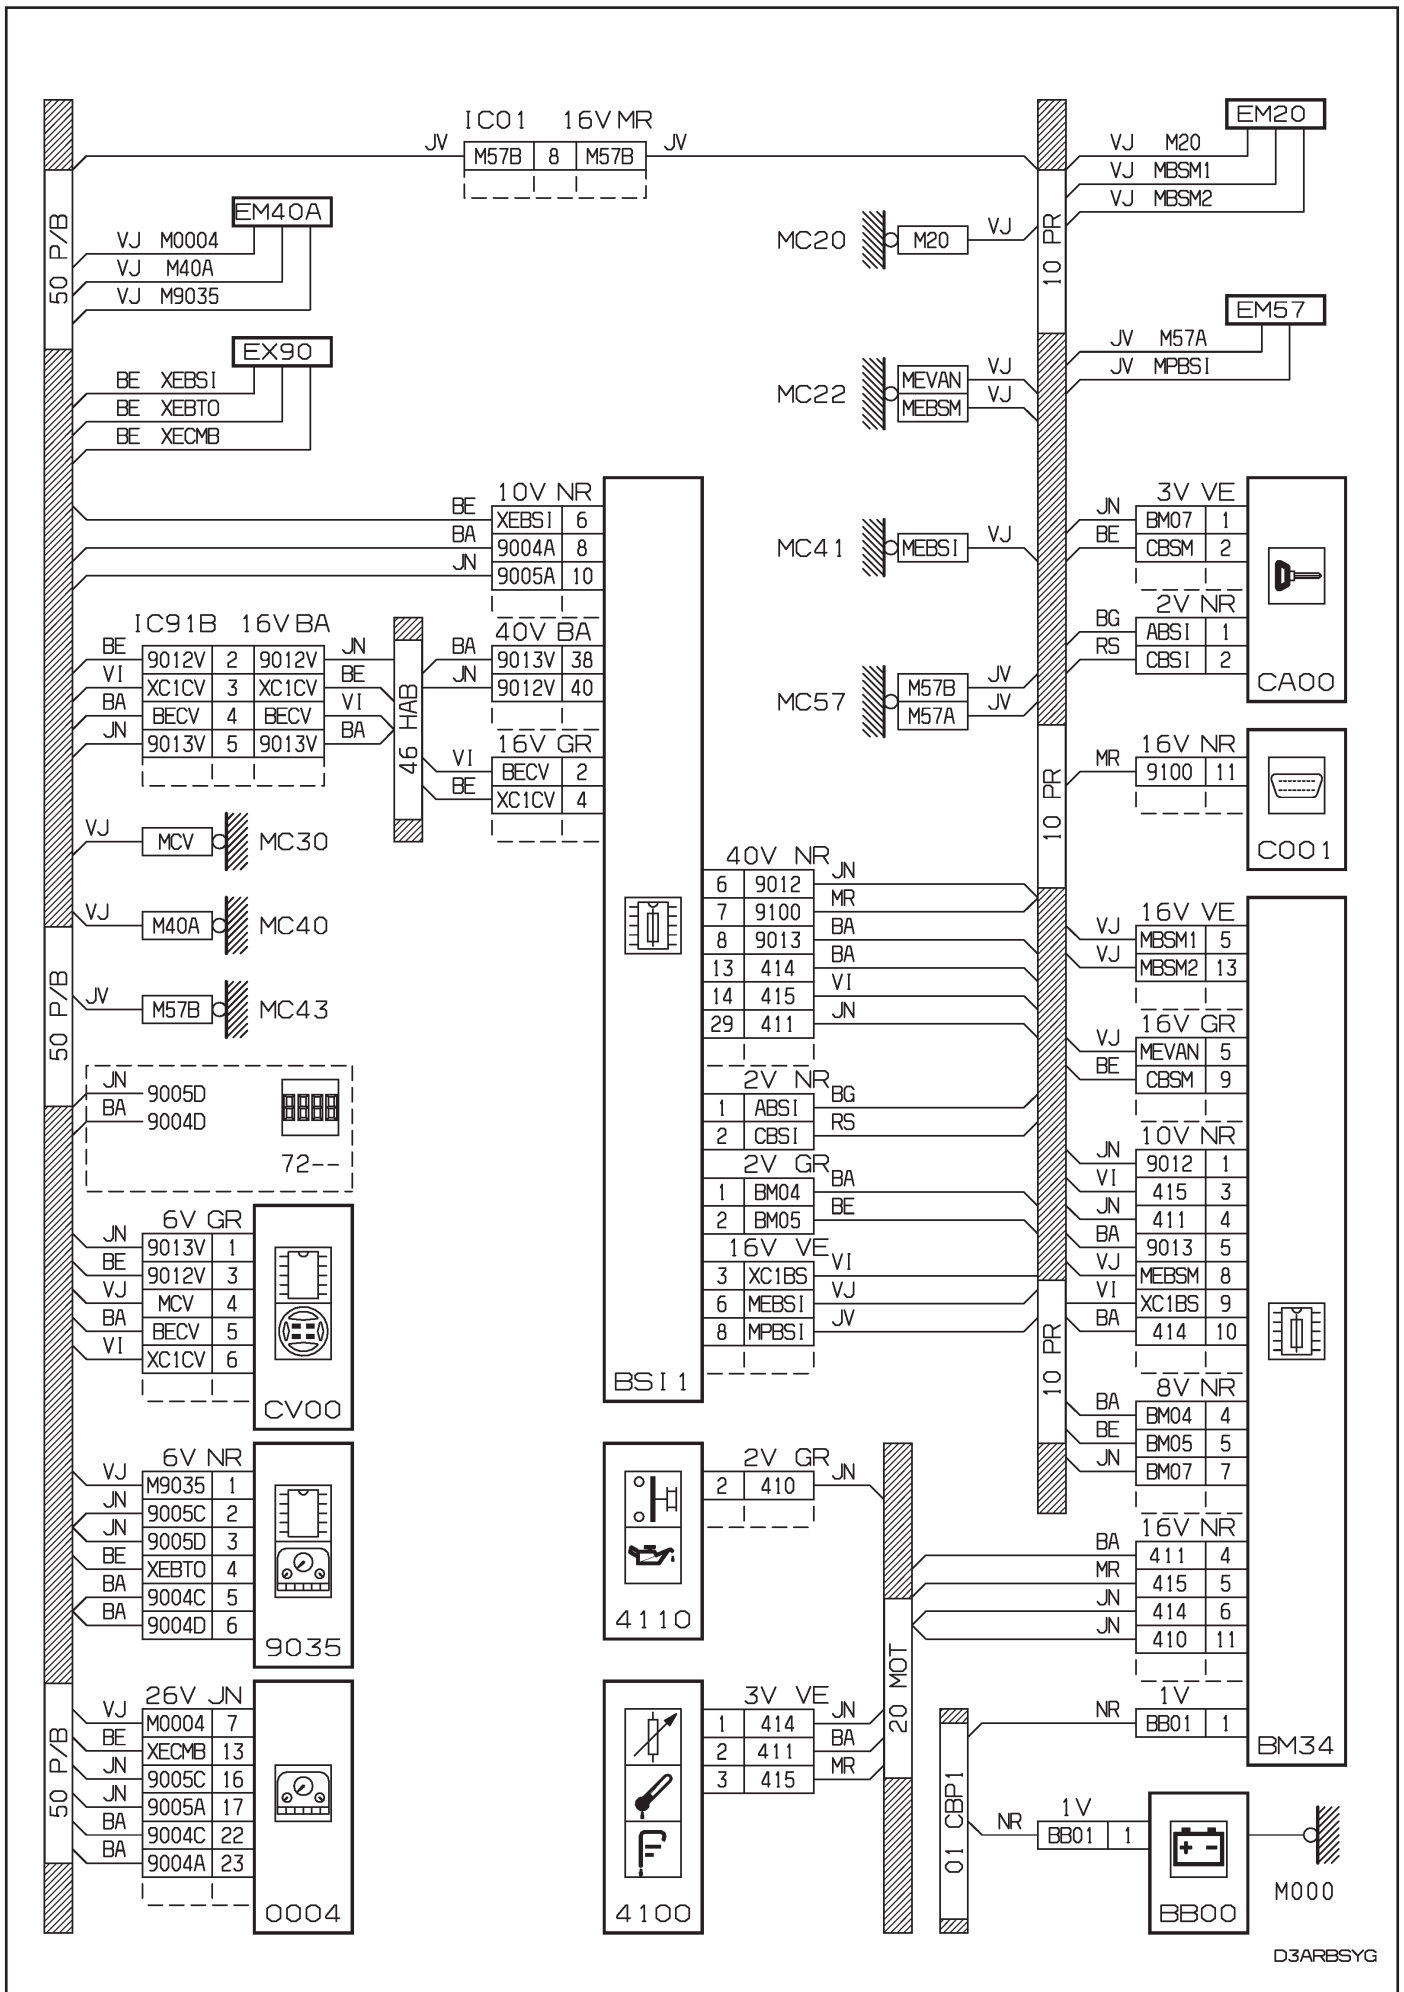 IC01 16V MR
JV M57B 8 M57B JV
EM20
VJ M20
VJ MBSM1
VJ MBSM2
50 P/B
EM40A
VJ M0004
VJ M40A
VJ M9035
MC20 M20 VJ
10 PR
EX90
BE XEBSI
BE XEBTO
BE XECMB
EM57
JV M57A
JV MPBSI
MC22 MEVAN VJ
MEBSM VJ
10V NR
BE XEBSI 6
BA 9004A 8
JN 9005A 10
MC41 MEBSI VJ
3V VE
JN BM07 1
BE CBSM 2
2V NR
BG ABSI 1
RS CBSI 2
CA00
IC91B 16V BA
BE 9012V 2 9012V JN
VI XC1CV 3 XC1CV BE
BA BECV 4 BECV VI
JN 9013V 5 9013V BA
46 HAB
40V BA
BA 9013V 38
JN 9012V 40
16V GR
VI BECV 2
BE XC1CV 4
MC57 M57B JV
M57A JV
10 PR
16V NR
MR 9100 11
C001
VJ MCV MC30
VJ M40A MC40
JV M57B MC43
50 P/B
JN 9005D
BA 9004D
72--
40V NR
6 9012 JN
7 9100 MR
8 9013 BA
13 414 BA
14 415 VI
29 411 JN
2V NR
1 ABSI BG
2 CBSI RS
2V GR
1 BM04 BA
2 BM05 BE
16V VE
3 XC1BS VI
6 MEBSI VJ
8 MPBSI JV
BSI1
10 PR
16V VE
VJ MBSM1 5
VJ MBSM2 13
16V GR
VJ MEVAN 5
BE CBSM 9
10V NR
JN 9012 1
VI 415 3
JN 411 4
BA 9013 5
VJ MEBSM 8
VI XC1BS 9
BA 414 10
8V NR
BA BM04 4
BE BM05 5
JN BM07 7
16V NR
BA 411 4
MR 415 5
JN 414 6
JN 410 11
1V
NR BB01 1
BM34
6V GR
JN 9013V 1
BE 9012V 3
VJ MCV 4
BA BECV 5
VI XC1CV 6
CV00
6V NR
VJ M9035 1
JN 9005C 2
JN 9005D 3
BE XEBTO 4
BA 9004C 5
BA 9004D 6
9035
2V GR
2 410 JN
4110
20 MOT
50 P/B
26V JN
VJ M0004 7
BE XECMB 13
JN 9005C 16
JN 9005A 17
BA 9004C 22
BA 9004A 23
0004
3V VE
1 414 JN
2 411 BA
3 415 MR
4100
01 CBP1
1V
NR BB01 1
BB00
M000
D3ARBSYG